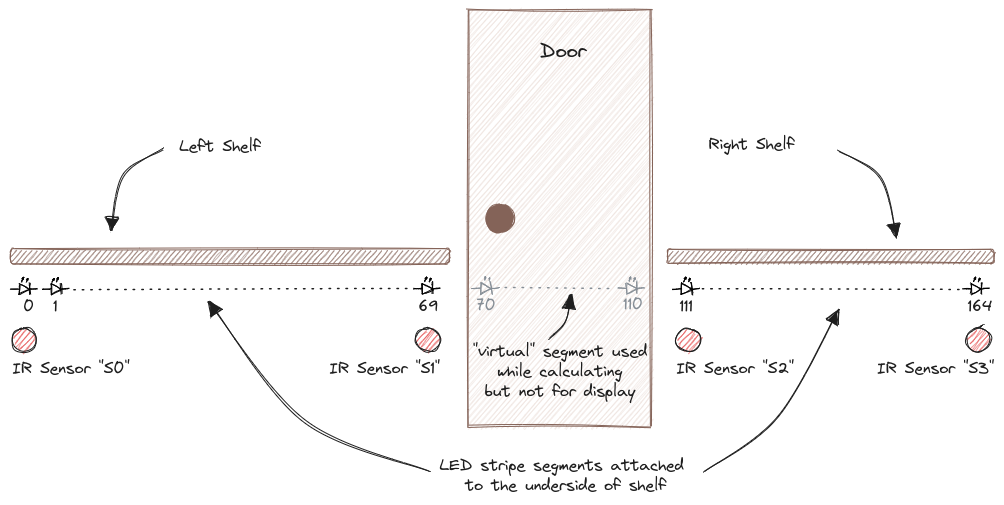 Door
Left Shelf
Right Shelf
0
1
69
70
110
111
164
IR Sensor "S0"
IR Sensor "S1"
"virtual" segment used
while calculating
but not for display
IR Sensor "S2"
IR Sensor "S3"
LED stripe segments attached
to the underside of shelf